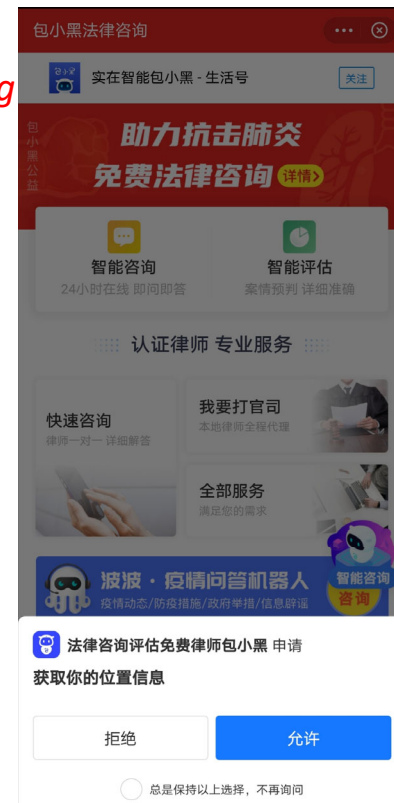 包小黑法律咨询
g
包小黑
实在智能包小黑 - 生活号
关注
包小黑公益
助力抗击肺炎
免费法律咨询
详情>
智能咨询
24小时在线 即问即答
智能评估
案情预判 详细准确
认证律师 专业服务
快速咨询
律师一对一 详细解答
我要打官司
本地律师全程代理
全部服务
满足您的需求
波波·疫情问答机器人
疫情动态/防疫措施/政府举措/信息辟谣
智能咨询
咨询
法律咨询评估免费律师包小黑 申请
获取你的位置信息
拒绝
允许
总是保持以上选择，不再询问